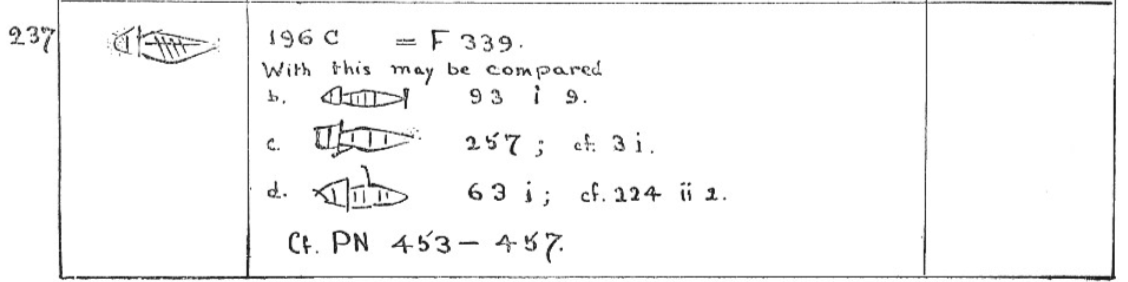 237 196 C = F 339.
With this may be compared
b. 93 i 9.
c. 257 ; cf. 3 i.
d. 63 i ; cf. 224 ii 2.
Cf. PN 453 – 457.